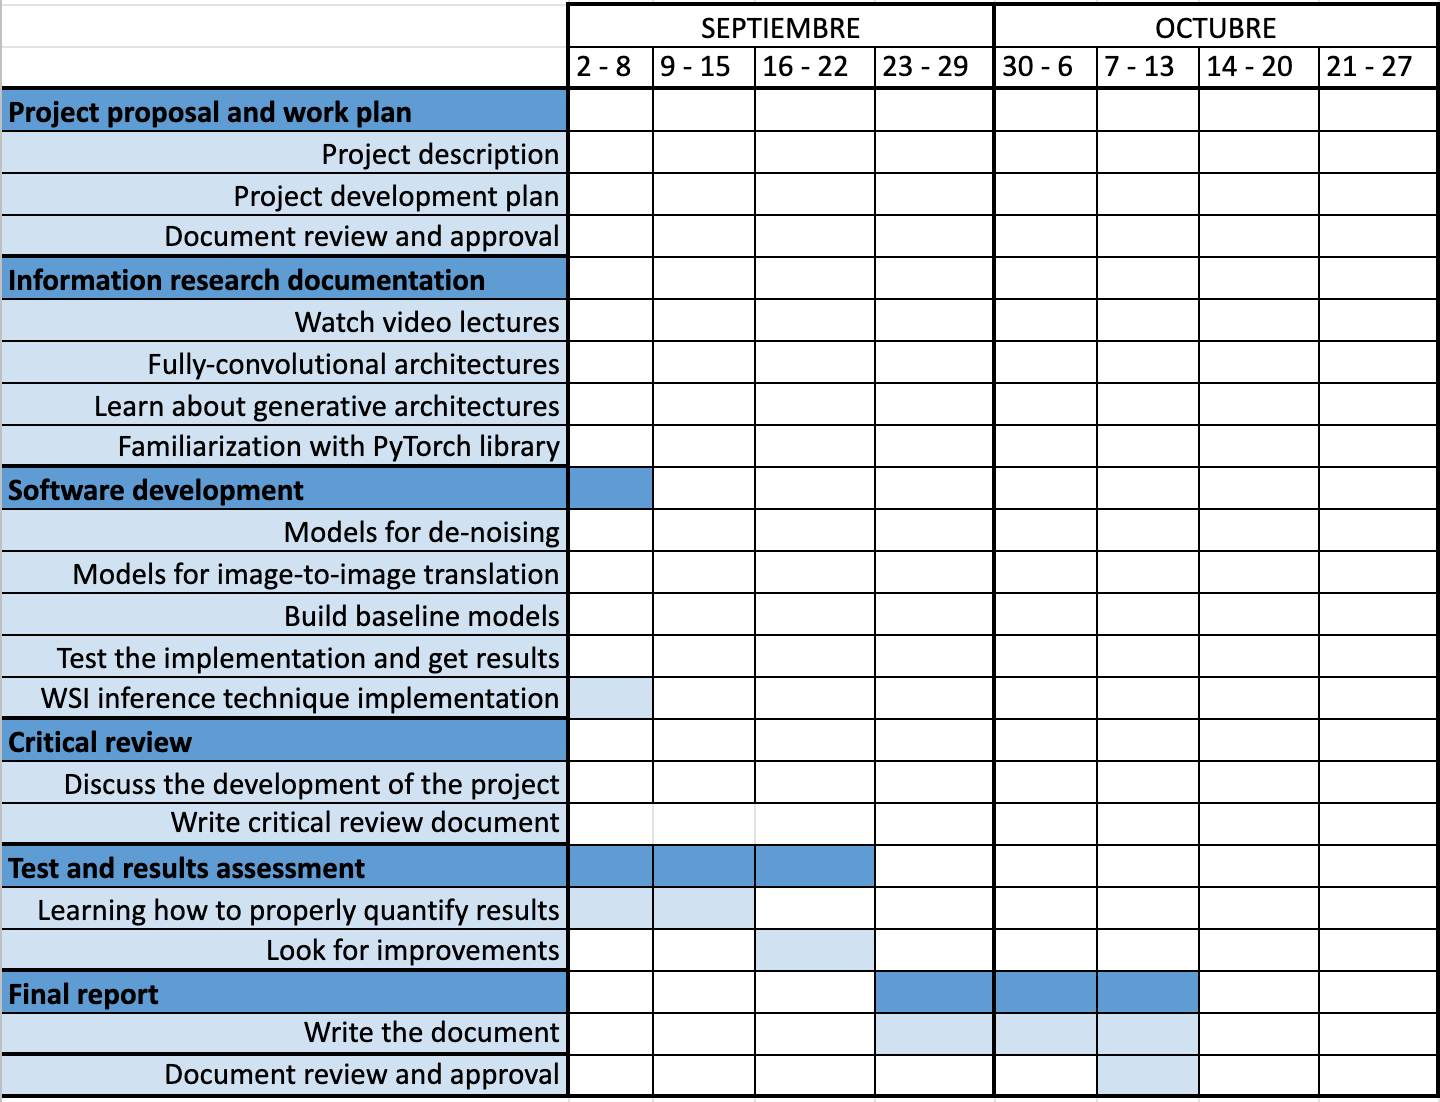 SEPTIEMBRE OCTUBRE
2 - 8 9 - 15 16 - 22 23 - 29 30 - 6 7 - 13 14 - 20 21 - 27
Project proposal and work plan
Project description
Project development plan
Document review and approval
Information research documentation
Watch video lectures
Fully-convolutional architectures
Learn about generative architectures
Familiarization with PyTorch library
Software development
Models for de-noising
Models for image-to-image translation
Build baseline models
Test the implementation and get results
WSI inference technique implementation
Critical review
Discuss the development of the project
Write critical review document
Test and results assessment
Learning how to properly quantify results
Look for improvements
Final report
Write the document
Document review and approval